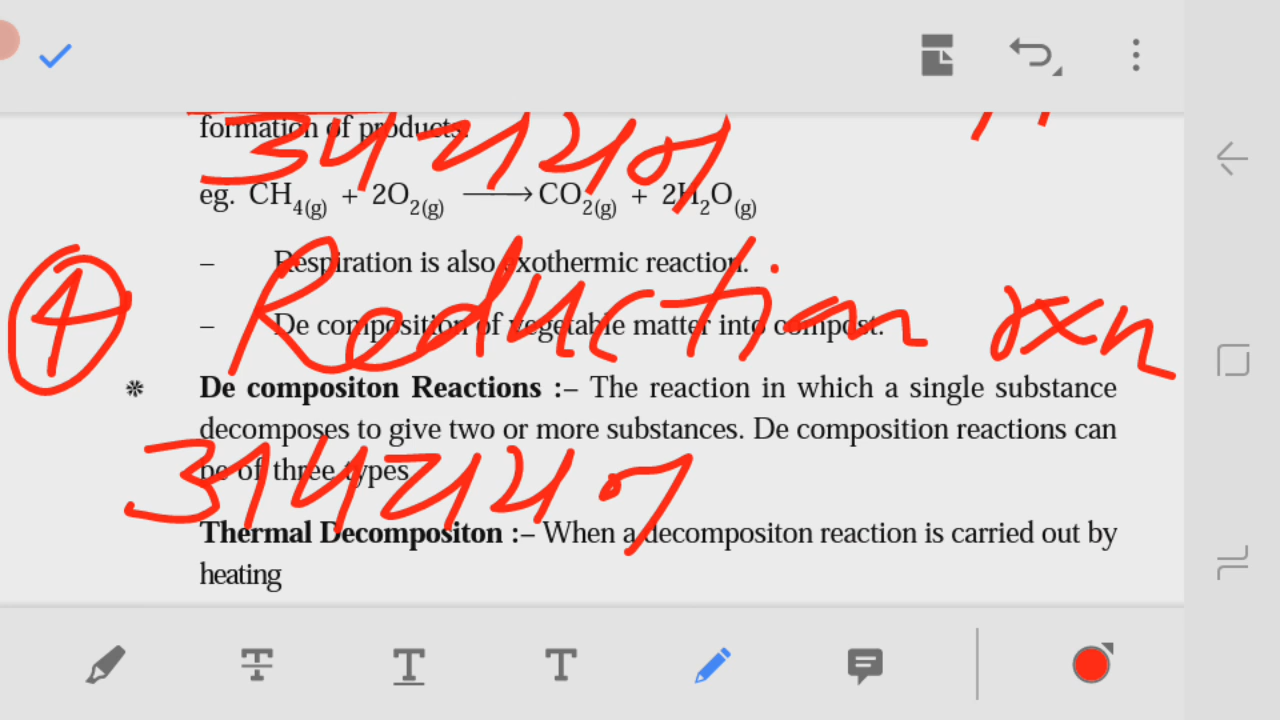 formation of products.
उपचयन
eg. CH₄(g) + 2O₂(g) ⟶ CO₂(g) + 2H₂O(g)
– Respiration is also exothermic reaction.
④ Reduction rxn
– De composition of vegetable matter into compost.
❋ De compositon Reactions :– The reaction in which a single substance
decomposes to give two or more substances. De composition reactions can
be of three types
अपचयन
Thermal Decompositon :– When a decompositon reaction is carried out by
heating